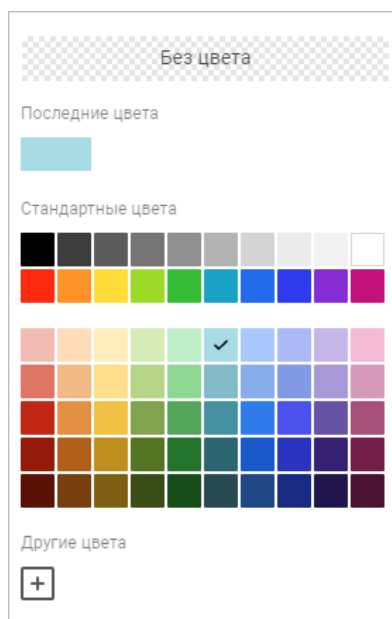 Без цвета
Последние цвета
Стандартные цвета
Другие цвета